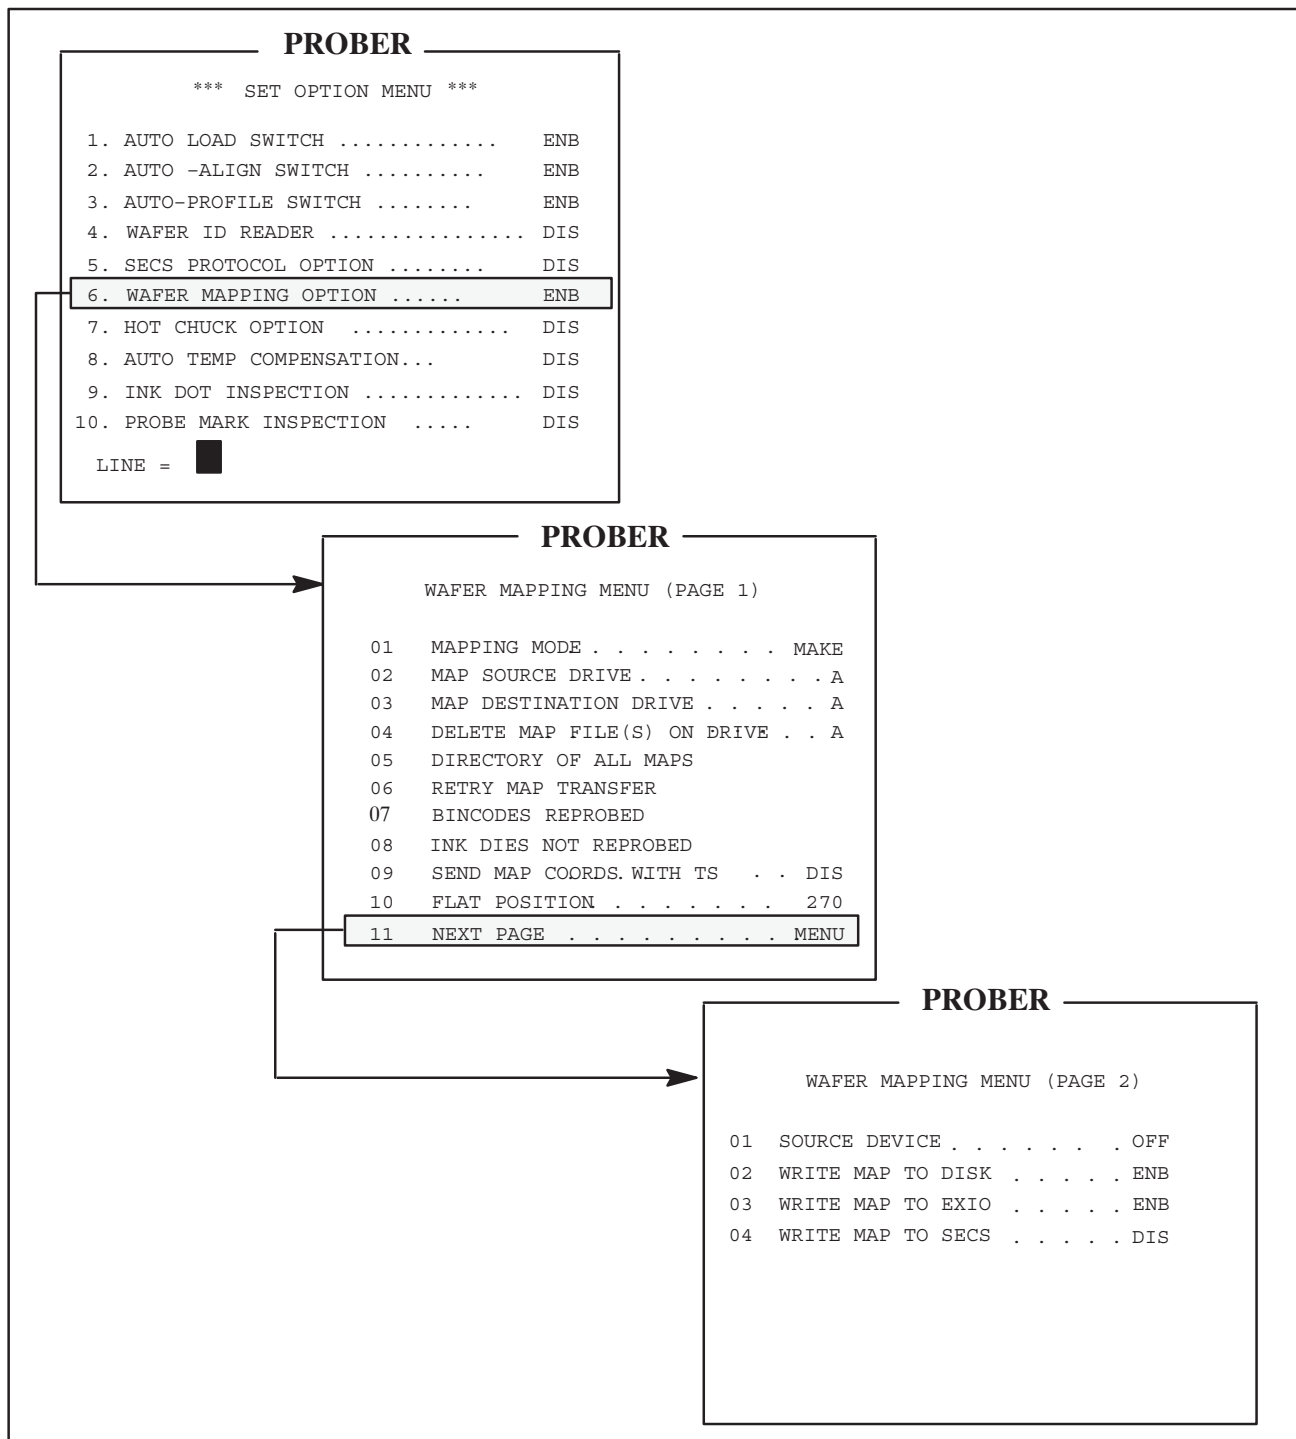 PROBER
*** SET OPTION MENU ***
1. AUTO LOAD SWITCH ............. ENB
2. AUTO -ALIGN SWITCH .......... ENB
3. AUTO-PROFILE SWITCH ........ ENB
4. WAFER ID READER ................ DIS
5. SECS PROTOCOL OPTION ........ DIS
6. WAFER MAPPING OPTION ...... ENB
7. HOT CHUCK OPTION ............. DIS
8. AUTO TEMP COMPENSATION... DIS
9. INK DOT INSPECTION ............. DIS
10. PROBE MARK INSPECTION ..... DIS
LINE =
PROBER
WAFER MAPPING MENU (PAGE 1)
01 MAPPING MODE . . . . . . . . MAKE
02 MAP SOURCE DRIVE . . . . . . . . A
03 MAP DESTINATION DRIVE . . . . . A
04 DELETE MAP FILE(S) ON DRIVE . . A
05 DIRECTORY OF ALL MAPS
06 RETRY MAP TRANSFER
07 BINCODES REPROBED
08 INK DIES NOT REPROBED
09 SEND MAP COORDS. WITH TS . . DIS
10 FLAT POSITION . . . . . . . 270
11 NEXT PAGE . . . . . . . . . MENU
PROBER
WAFER MAPPING MENU (PAGE 2)
01 SOURCE DEVICE . . . . . . . OFF
02 WRITE MAP TO DISK . . . . . ENB
03 WRITE MAP TO EXIO . . . . . ENB
04 WRITE MAP TO SECS . . . . . DIS